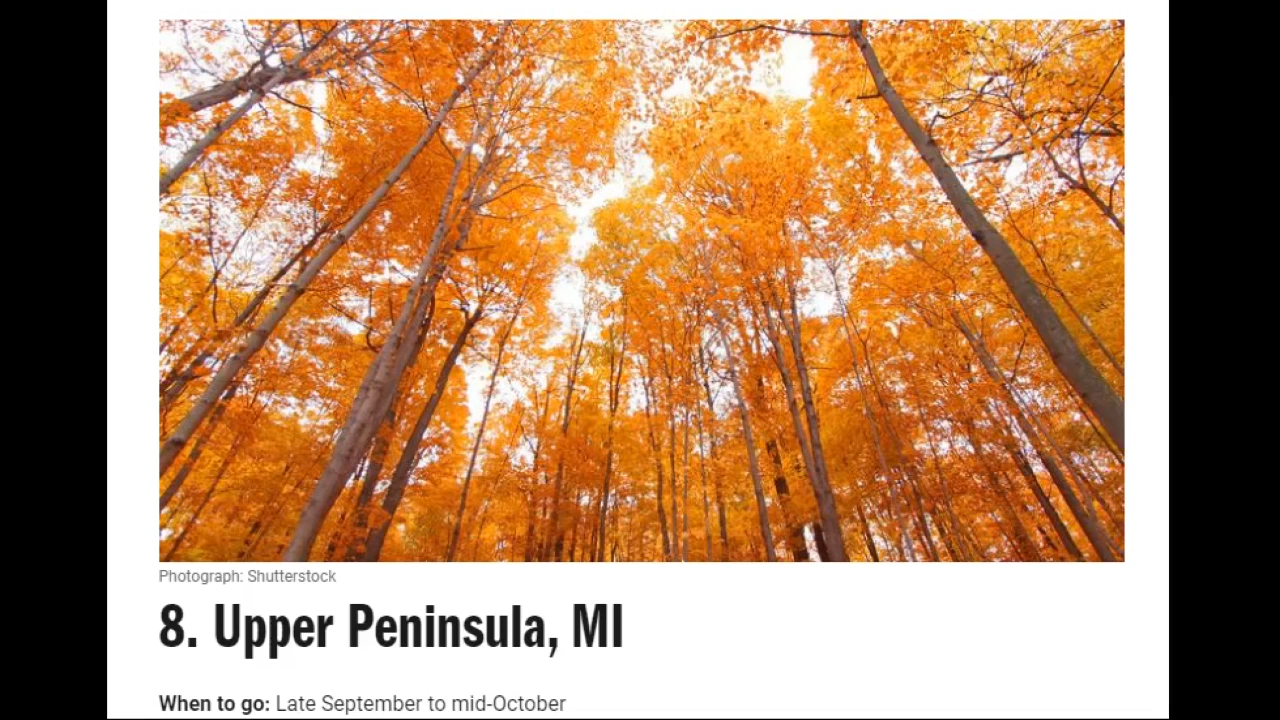 Photograph: Shutterstock
8. Upper Peninsula, MI
When to go: Late September to mid-October